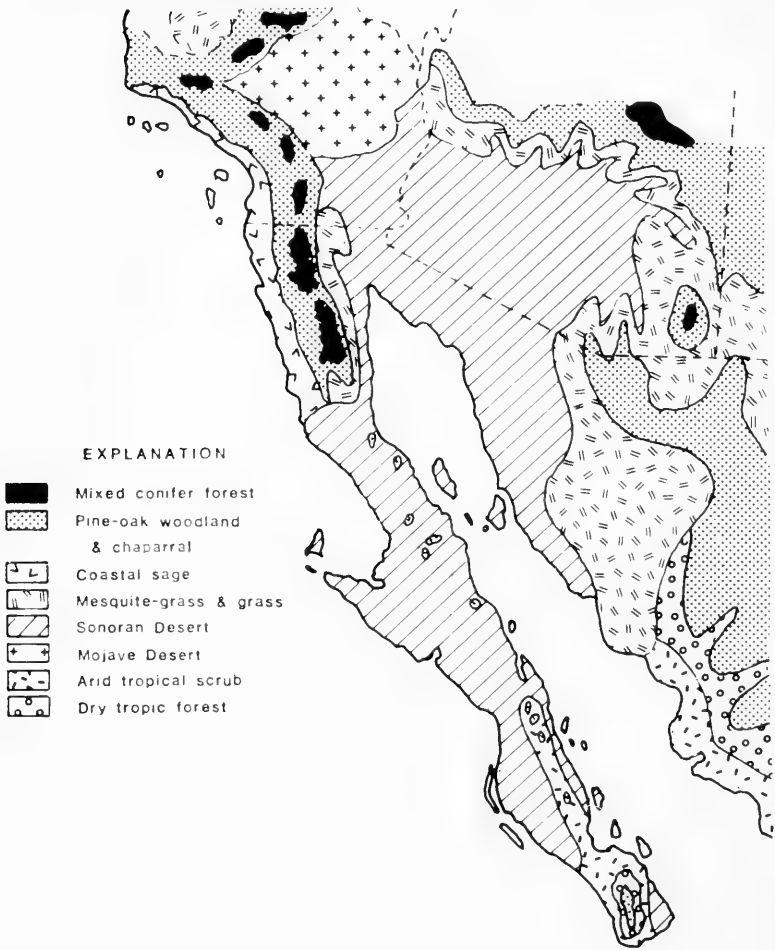 EXPLANATION
Mixed conifer forest
Pine-oak woodland
& chaparral
Coastal sage
Mesquite-grass & grass
Sonoran Desert
Mojave Desert
Arid tropical scrub
Dry tropic forest